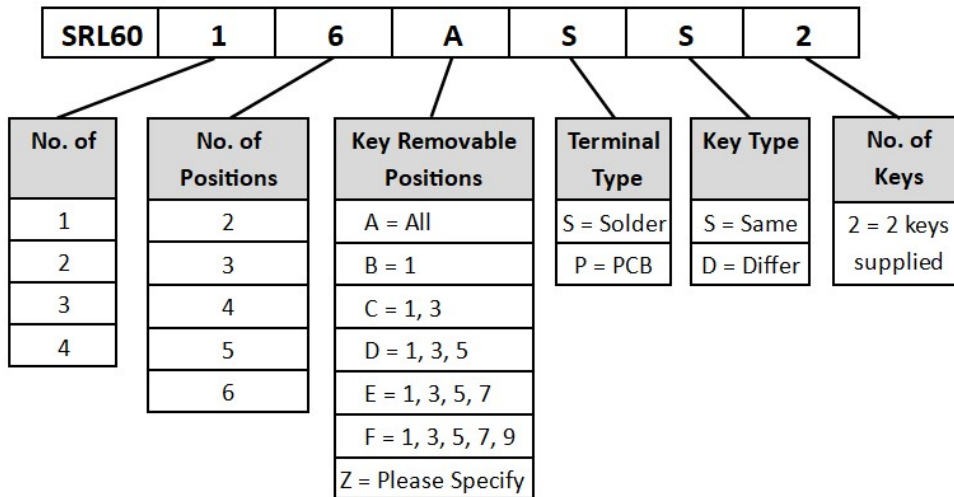 SRL60 1 6 A S S 2
No. of
1
2
3
4
No. of
Positions
2
3
4
5
6
Key Removable
Positions
A = All
B = 1
C = 1, 3
D = 1, 3, 5
E = 1, 3, 5, 7
F = 1, 3, 5, 7, 9
Z = Please Specify
Terminal
Type
S = Solder
P = PCB
Key Type
S = Same
D = Differ
No. of
Keys
2 = 2 keys
supplied